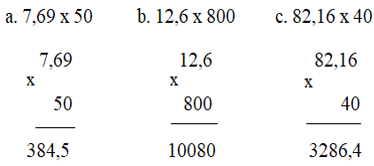 a. 7,69 x 50 b. 12,6 x 800 c. 82,16 x 40
7,69 12,6 82,16
x x x
50 800 40
384,5 10080 3286,4